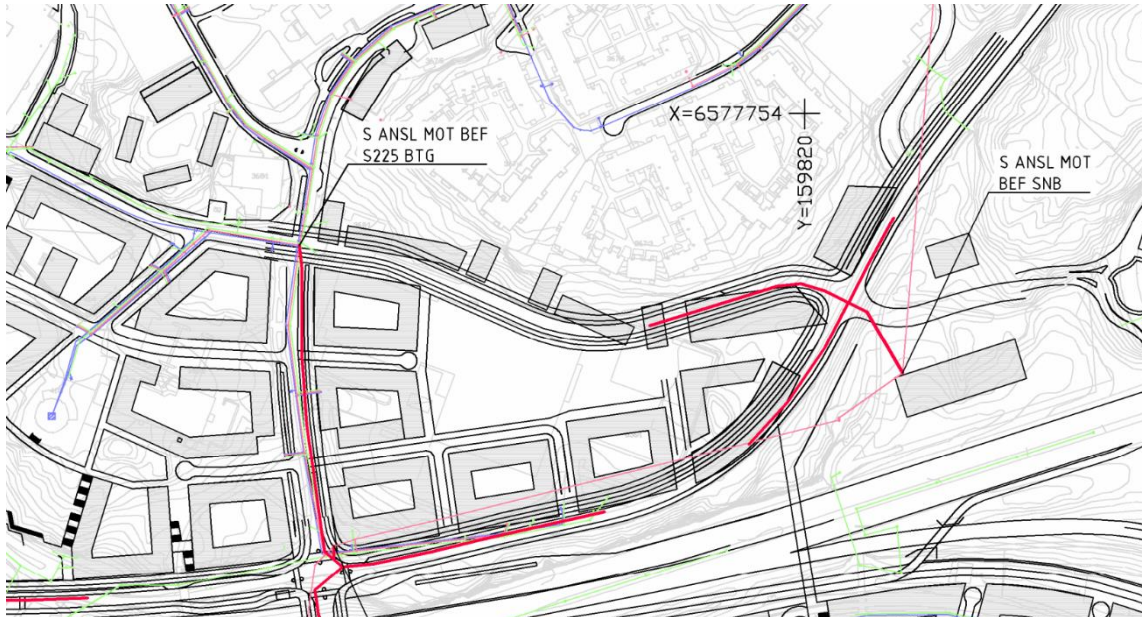 X=6577754
Y=159820
S ANSL MOT BEF
S225 BTG
S ANSL MOT
BEF SNB